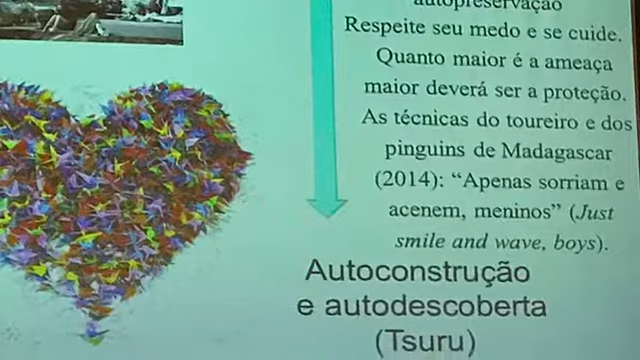 autopreservação
Respeite seu medo e se cuide.
Quanto maior é a ameaça
maior deverá ser a proteção.
As técnicas do toureiro e dos
pinguins de Madagascar
(2014): “Apenas sorriam e
acenem, meninos” (Just
smile and wave, boys).
Autoconstrução
e autodescoberta
(Tsuru)